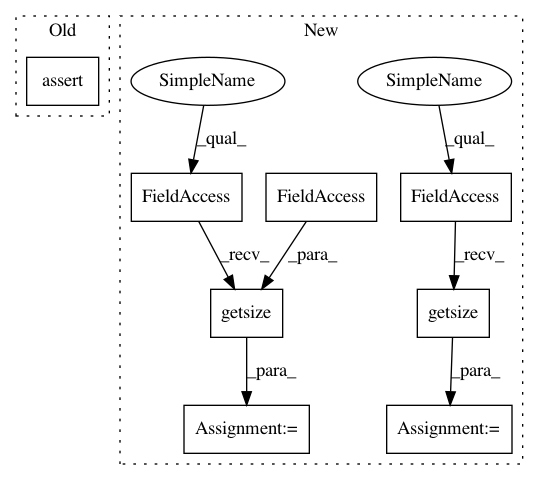 Old
New
assert
SimpleName
SimpleName
_qual_
_qual_
FieldAccess
FieldAccess
FieldAccess
_recv_
_para_
_recv_
getsize
getsize
_para_
_para_
Assignment:=
Assignment:=